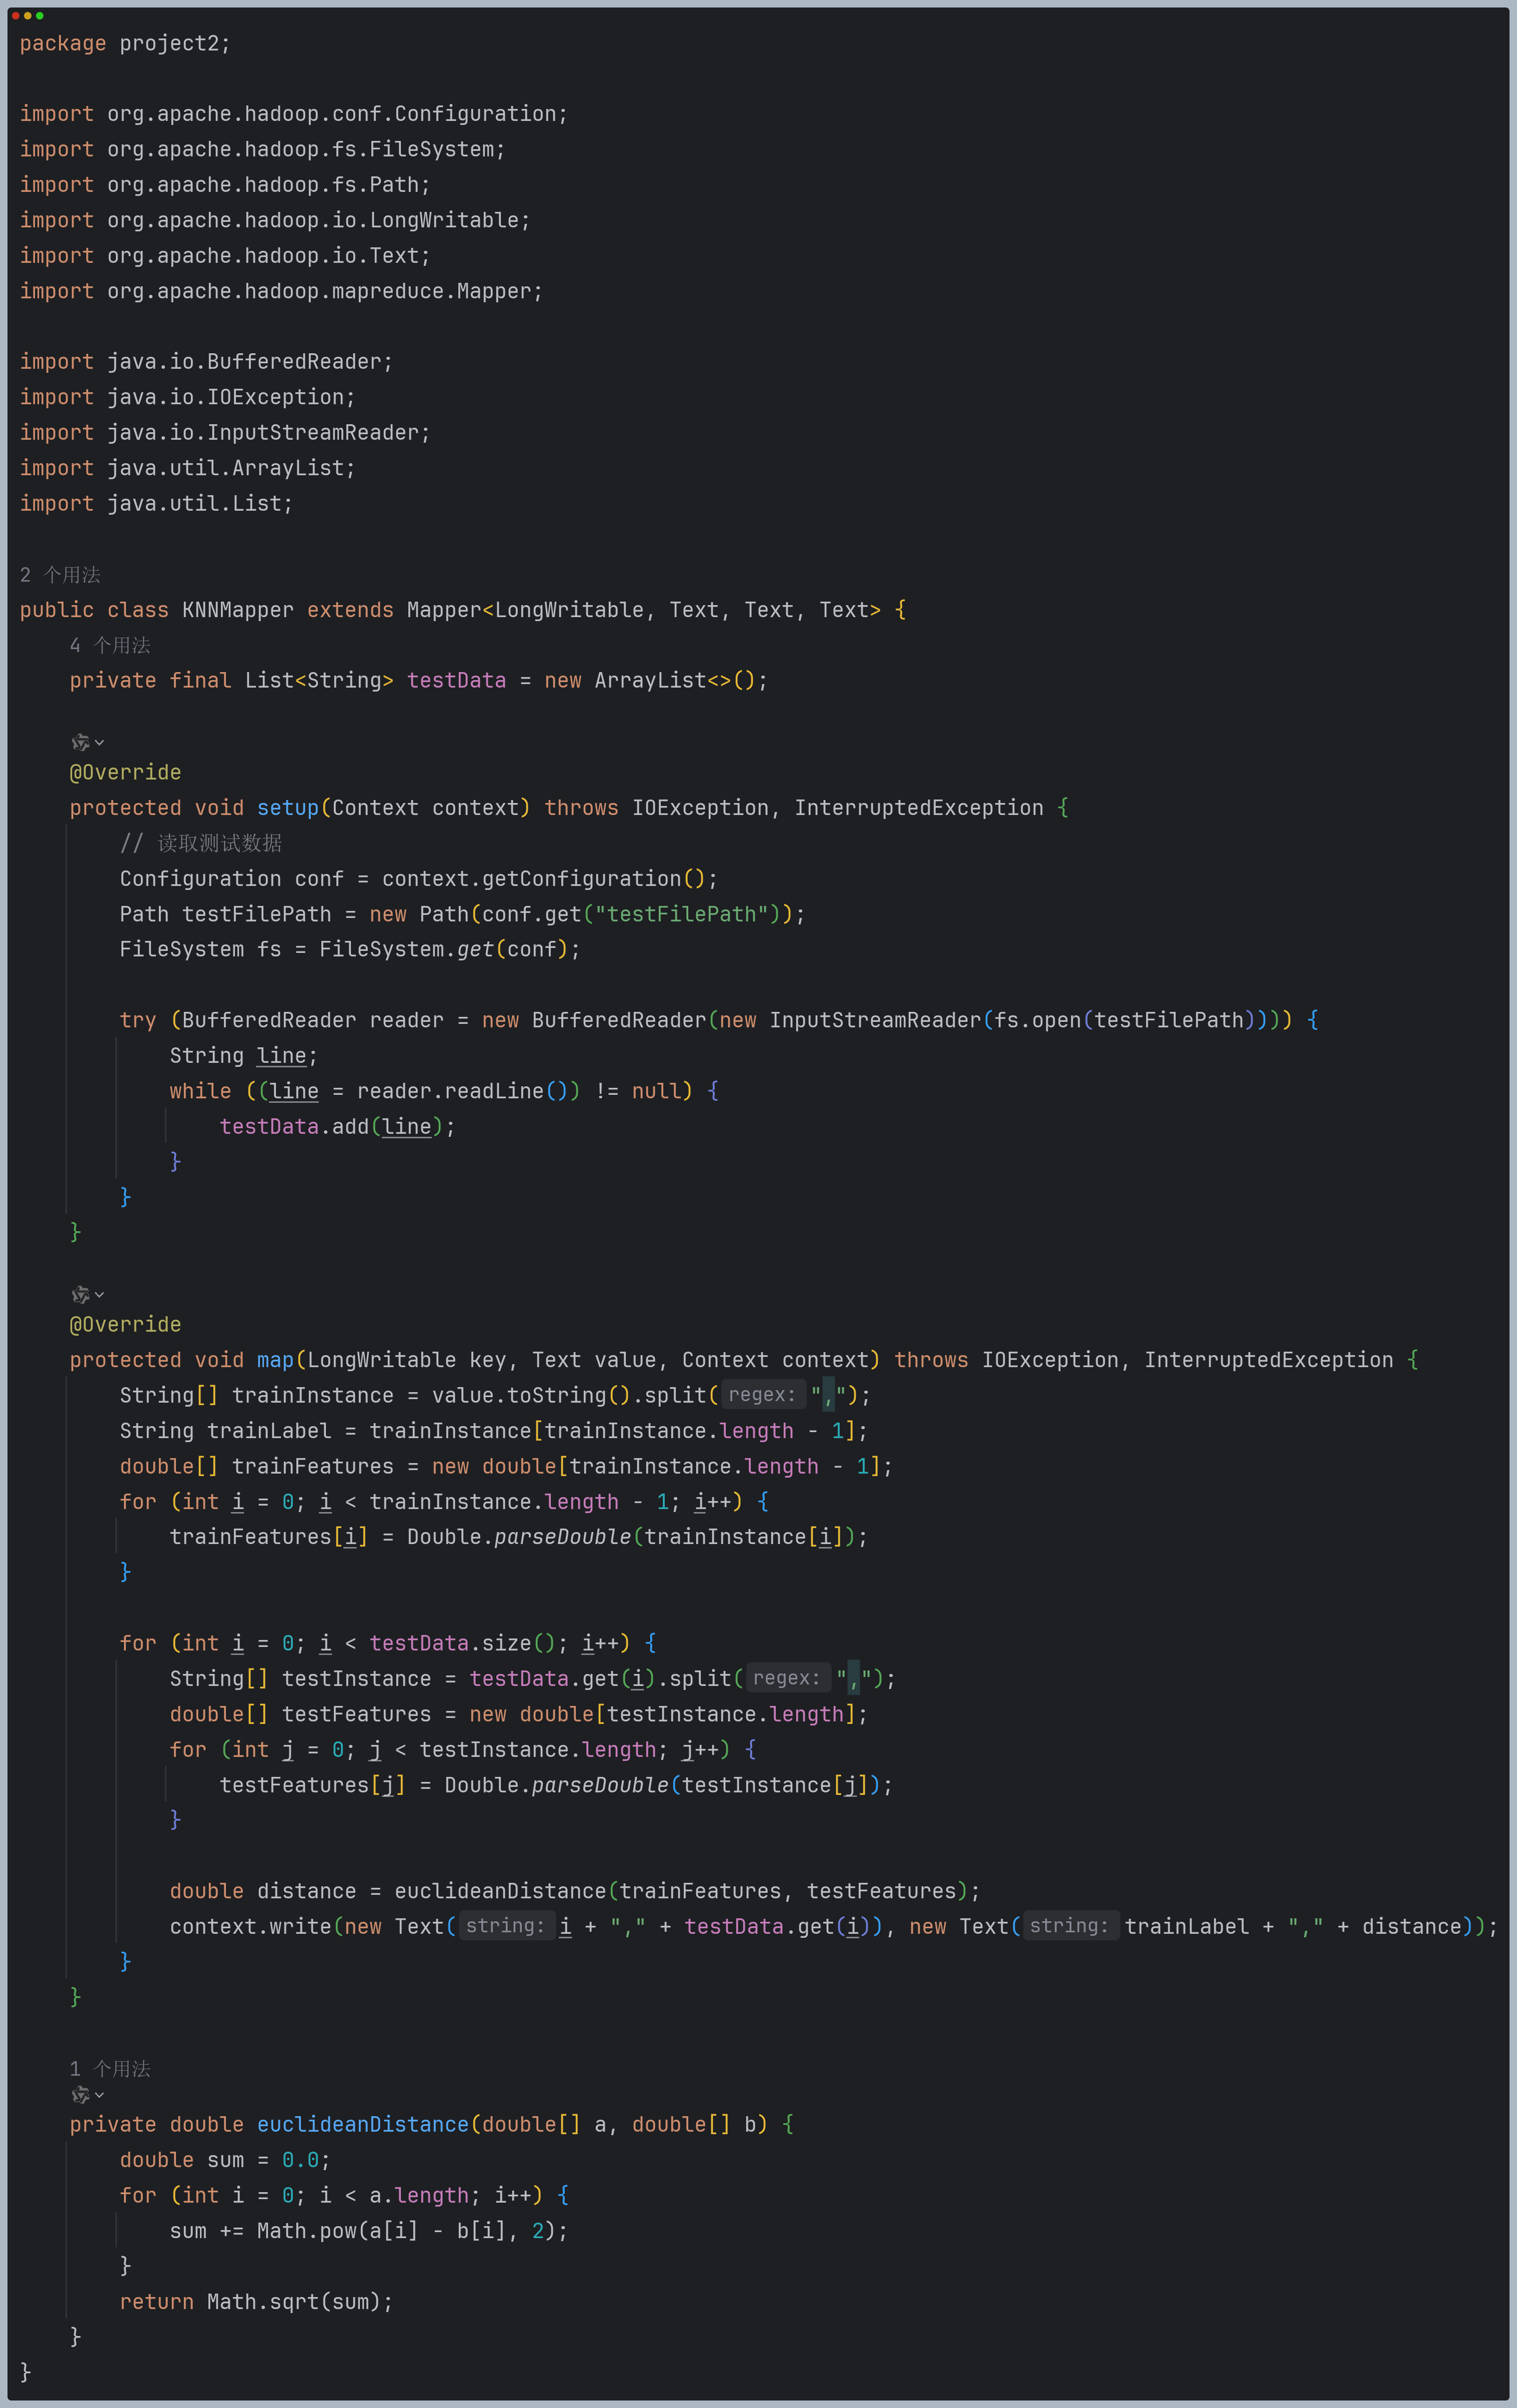 package project2;
import org.apache.hadoop.conf.Configuration;
import org.apache.hadoop.fs.FileSystem;
import org.apache.hadoop.fs.Path;
import org.apache.hadoop.io.LongWritable;
import org.apache.hadoop.io.Text;
import org.apache.hadoop.mapreduce.Mapper;
import java.io.BufferedReader;
import java.io.IOException;
import java.io.InputStreamReader;
import java.util.ArrayList;
import java.util.List;
2 个用法
public class KNNMapper extends Mapper<LongWritable, Text, Text, Text> {
4 个用法
private final List<String> testData = new ArrayList<>();
@Override
protected void setup(Context context) throws IOException, InterruptedException {
// 读取测试数据
Configuration conf = context.getConfiguration();
Path testFilePath = new Path(conf.get("testFilePath"));
FileSystem fs = FileSystem.get(conf);
try (BufferedReader reader = new BufferedReader(new InputStreamReader(fs.open(testFilePath)))) {
String line;
while ((line = reader.readLine()) != null) {
testData.add(line);
}
}
}
@Override
protected void map(LongWritable key, Text value, Context context) throws IOException, InterruptedException {
String[] trainInstance = value.toString().split( regex: ",");
String trainLabel = trainInstance[trainInstance.length - 1];
double[] trainFeatures = new double[trainInstance.length - 1];
for (int i = 0; i < trainInstance.length - 1; i++) {
trainFeatures[i] = Double.parseDouble(trainInstance[i]);
}
for (int i = 0; i < testData.size(); i++) {
String[] testInstance = testData.get(i).split( regex: ",");
double[] testFeatures = new double[testInstance.length];
for (int j = 0; j < testInstance.length; j++) {
testFeatures[j] = Double.parseDouble(testInstance[j]);
}
double distance = euclideanDistance(trainFeatures, testFeatures);
context.write(new Text( string: i + "," + testData.get(i)), new Text( string: trainLabel + "," + distance));
}
}
1 个用法
private double euclideanDistance(double[] a, double[] b) {
double sum = 0.0;
for (int i = 0; i < a.length; i++) {
sum += Math.pow(a[i] - b[i], 2);
}
return Math.sqrt(sum);
}
}